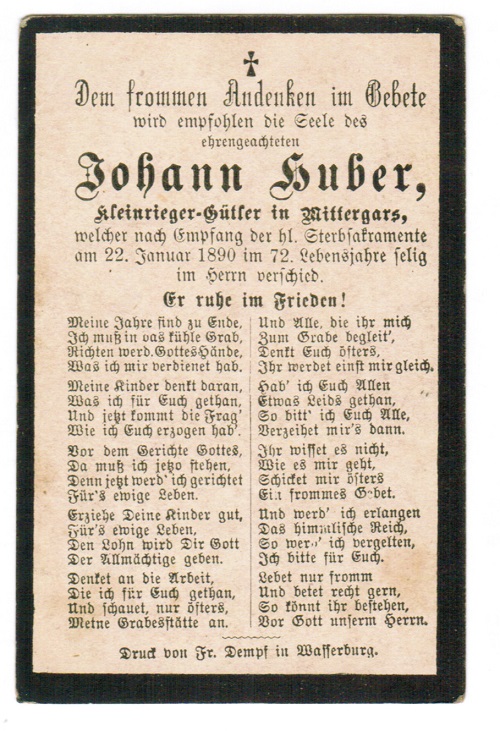 Dem frommen Andenken im Gebete
wird empfohlen die Seele des
ehrengeachteten
Johann Huber,
Kleinrieger-Gütler in Mittergars,
welcher nach Empfang der hl. Sterbsakramente
am 22. Januar 1890 im 72. Lebensjahre selig
im Herrn verschied.
Er ruhe im Frieden!
Meine Jahre sind zu Ende,
Ich muß in das kühle Grab,
Richten werd. Gottes Hände,
Was ich mir verdienet hab.
Meine Kinder denkt daran,
Was ich für Euch gethan,
Und jetzt kommt die Frag'
Wie ich Euch erzogen hab'.
Vor dem Gerichte Gottes,
Da muß ich jetzo stehen,
Denn jetzt werd' ich gerichtet
Für's ewige Leben.
Erziehe Deine Kinder gut,
Für's ewige Leben,
Den Lohn wird Dir Gott
Der Allmächtige geben.
Denket an die Arbeit,
Die ich für Euch gethan,
Und schauet, nur öfters,
Meine Grabesstätte an.
Und Alle, die ihr mich
Zum Grabe begleit',
Denkt Euch öfters,
Ihr werdet einst mir gleich.
Hab' ich Euch Allen
Etwas Leids gethan,
So bitt' ich Euch Alle,
Verzeihet mir's dann.
Ihr wisset es nicht,
Wie es mir geht,
Schicket mir öfters
Ein frommes Gebet.
Und werd' ich erlangen
Das himmlische Reich,
So werd' ich vergelten,
Ich bitte für Euch.
Lebet nur fromm
Und betet recht gern,
So könnt ihr bestehen,
Vor Gott unserm Herrn.
Druck von Fr. Dempf in Wasserburg.